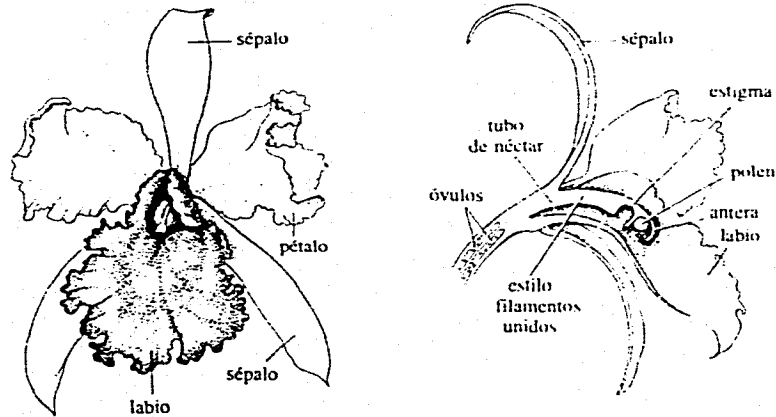 sépalo
pétalo
sépalo
labio
sépalo
estigma
tubo
de néctar
polen
óvulos
antera
labio
estilo
filamentos
unidos